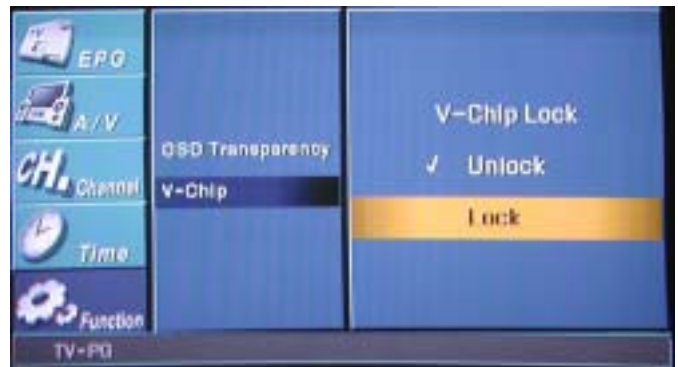 EPG
A/V
CH. Channel
Time
Function
OSD Transparency
V-Chip
V-Chip Lock
✓ Unlock
Lock
TV-PG